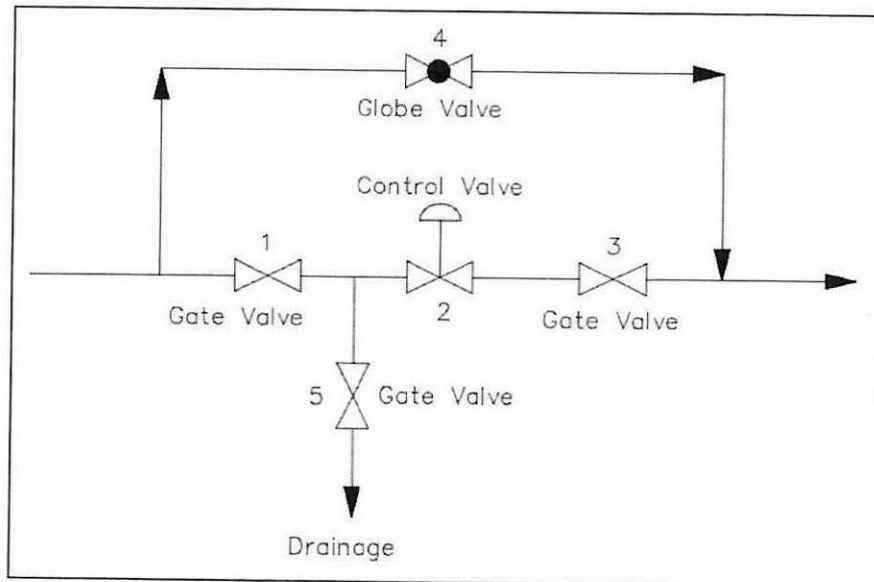 4
Globe Valve
Control Valve
1
3
Gate Valve
2
Gate Valve
5
Gate Valve
Drainage